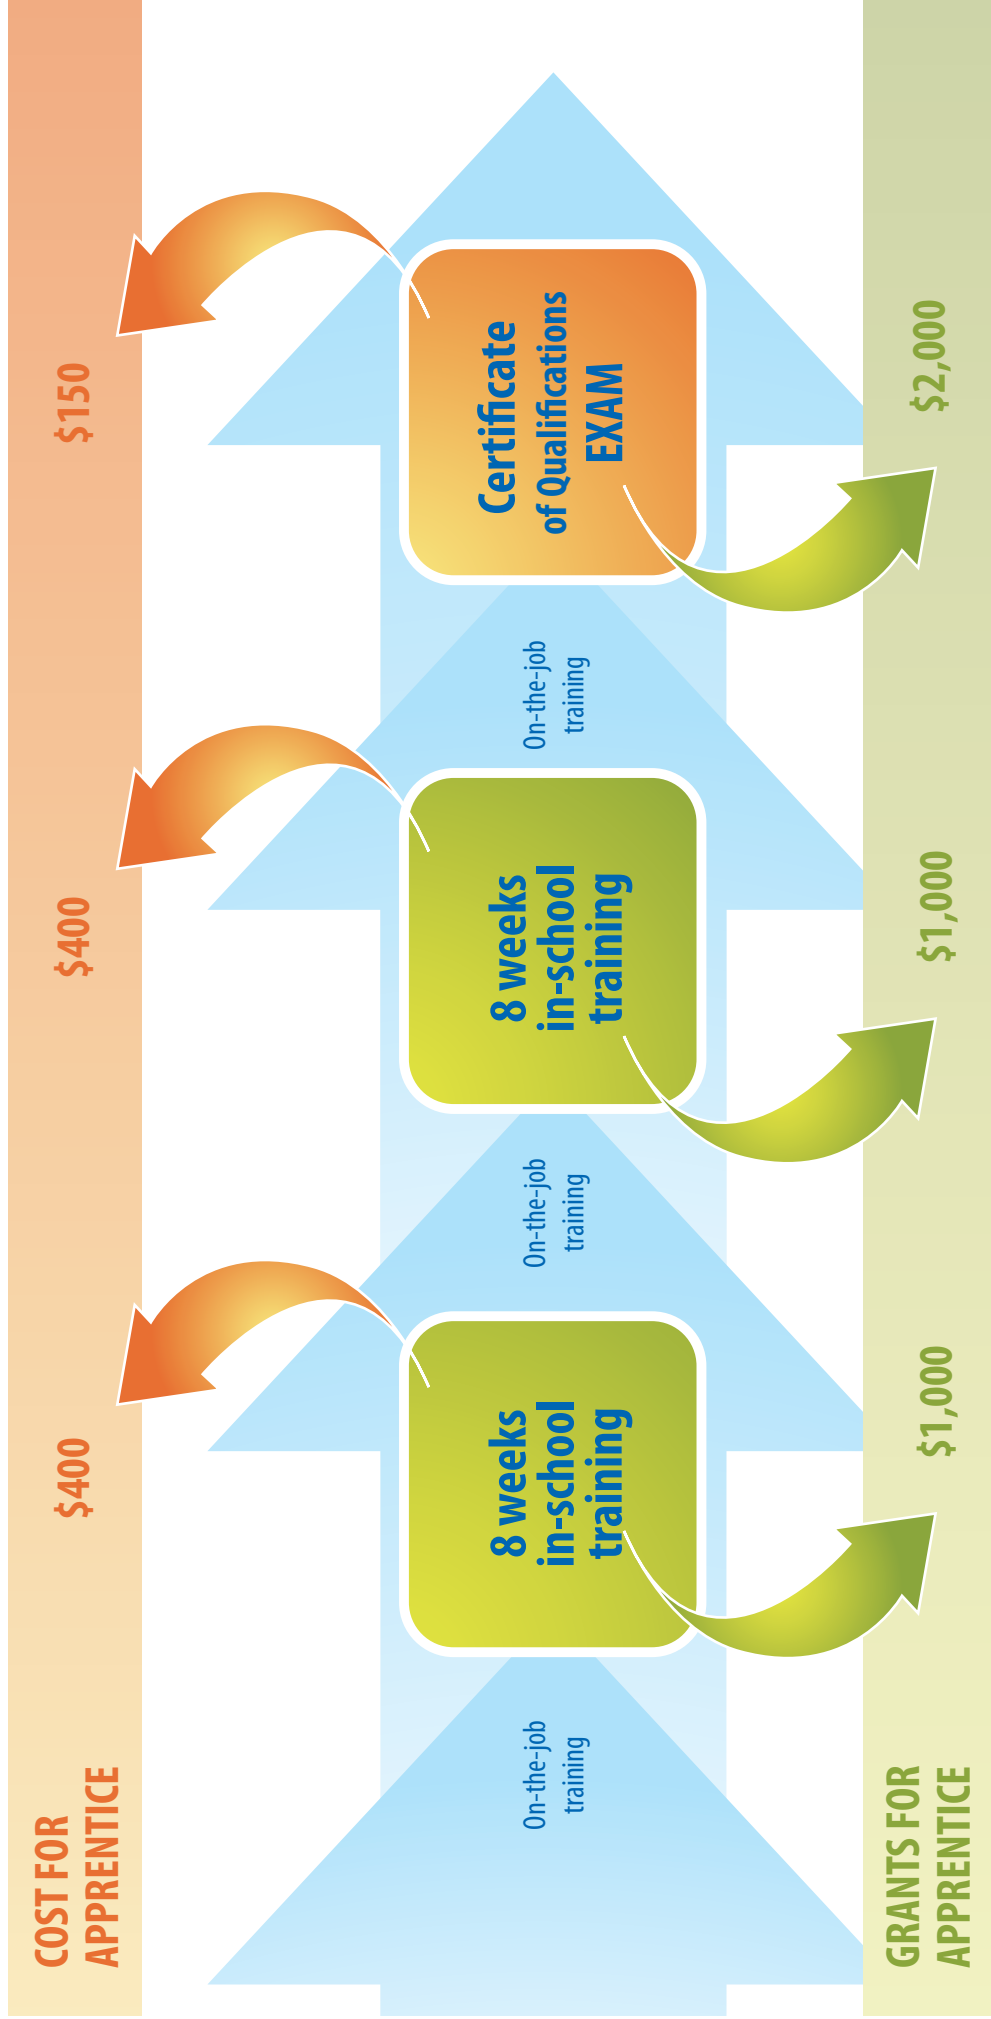 COST FOR
APPRENTICE
$400
$400
$150
On-the-job
training
8 weeks
in-school
training
On-the-job
training
8 weeks
in-school
training
On-the-job
training
Certificate
of Qualifications
EXAM
GRANTS FOR
APPRENTICE
$1,000
$1,000
$2,000